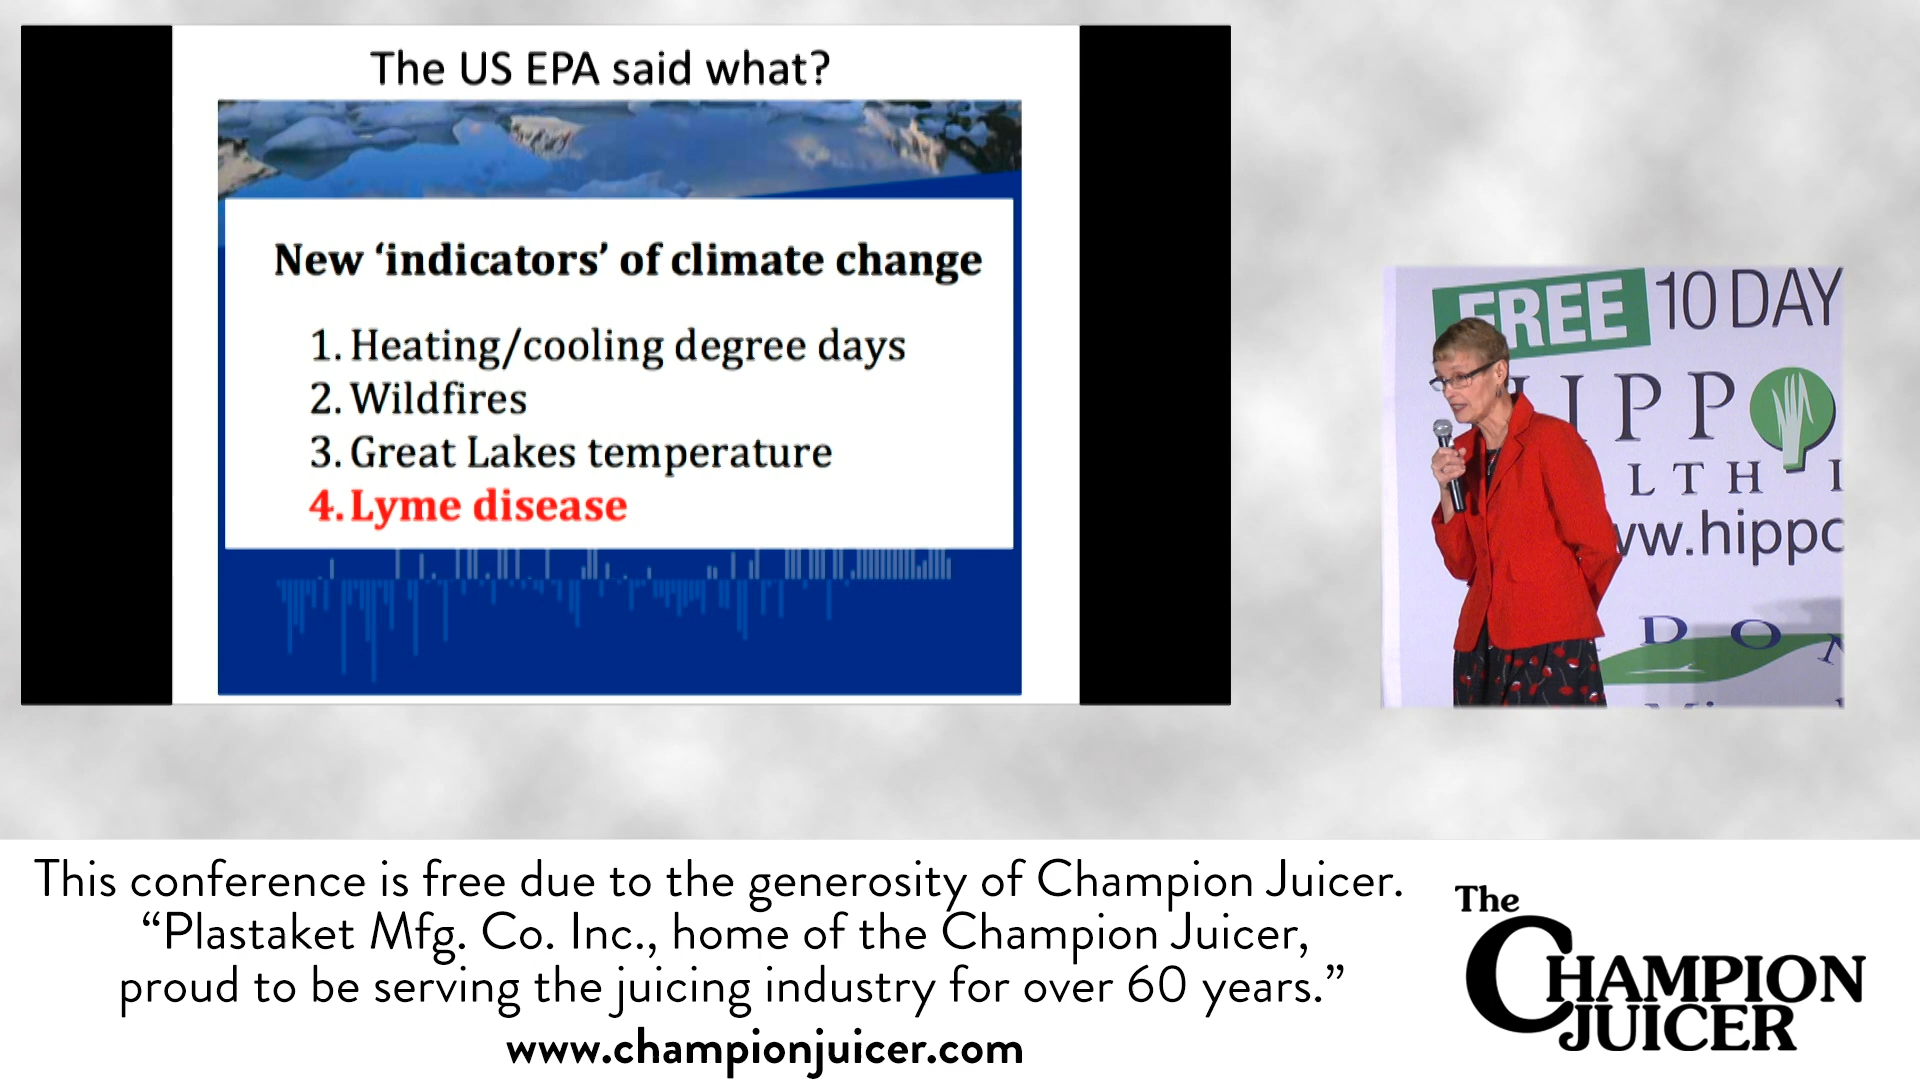 The US EPA said what?
New ‘indicators’ of climate change
1. Heating/cooling degree days
2. Wildfires
3. Great Lakes temperature
4. Lyme disease
FREE 10 DAY
HIPPO
LTH I
ww.hippo
DON
This conference is free due to the generosity of Champion Juicer.
“Plastaket Mfg. Co. Inc., home of the Champion Juicer,
proud to be serving the juicing industry for over 60 years.”
www.championjuicer.com
The
CHAMPION
JUICER